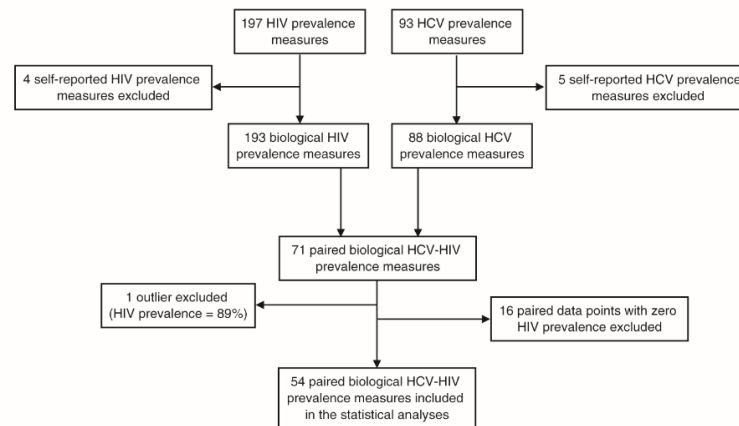 197 HIV prevalence
measures
93 HCV prevalence
measures
4 self-reported HIV prevalence
measures excluded
5 self-reported HCV prevalence
measures excluded
193 biological HIV
prevalence measures
88 biological HCV
prevalence measures
71 paired biological HCV-HIV
prevalence measures
1 outlier excluded
(HIV prevalence = 89%)
16 paired data points with zero
HIV prevalence excluded
54 paired biological HCV-HIV
prevalence measures included
in the statistical analyses